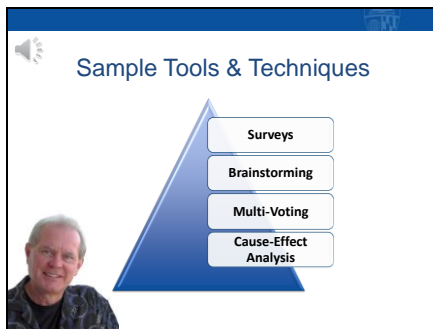 Sample Tools & Techniques
Surveys
Brainstorming
Multi-Voting
Cause-Effect
Analysis